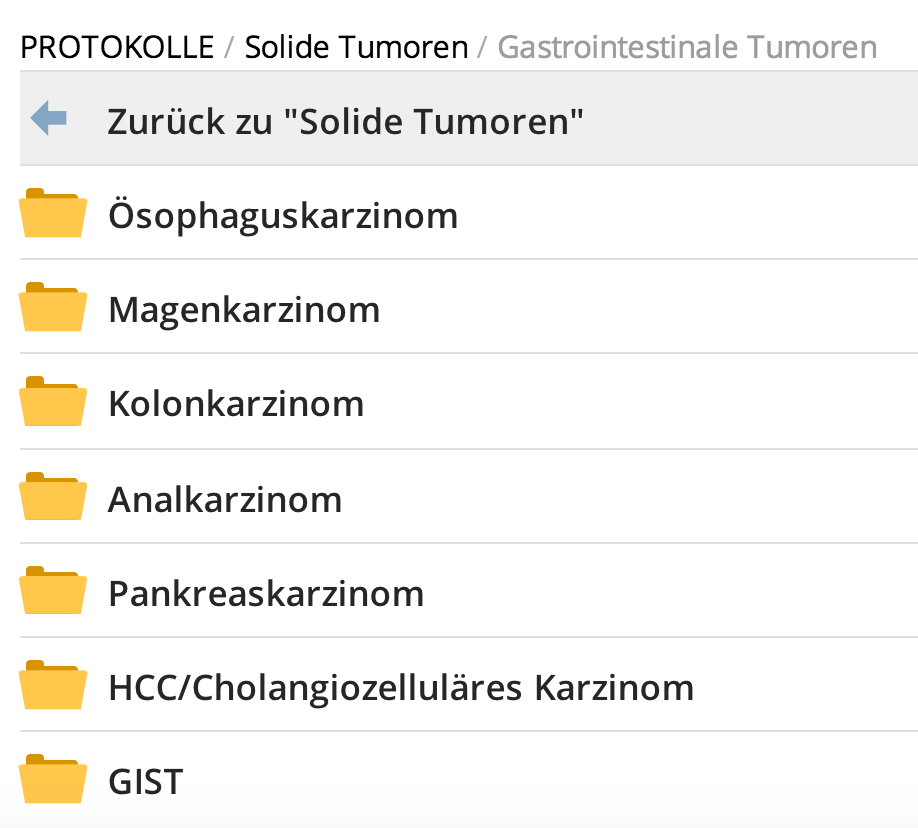 PROTOKOLLE / Solide Tumoren / Gastrointestinale Tumoren
Zurück zu "Solide Tumoren"
Ösophaguskarzinom
Magenkarzinom
Kolonkarzinom
Analkarzinom
Pankreaskarzinom
HCC/Cholangiozelluläres Karzinom
GIST